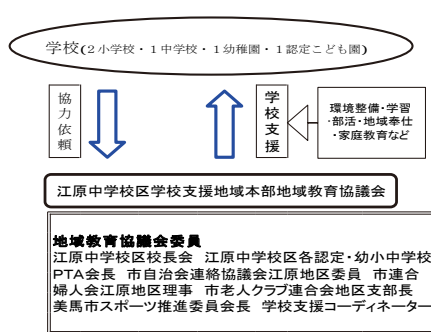 学校(２小学校・１中学校・１幼稚園・１認定こども園)
協力依頼
学校支援
環境整備・学習
・部活・地域奉仕
・家庭教育など
江原中学校区学校支援地域本部地域教育協議会
地域教育協議会委員
江原中学校区校長会　江原中学校区各認定・幼小中学校
PTA会長　市自治会連絡協議会江原地区委員　市連合
婦人会江原地区理事　市老人クラブ連合会地区支部長
美馬市スポーツ推進委員会長　学校支援コーディネーター